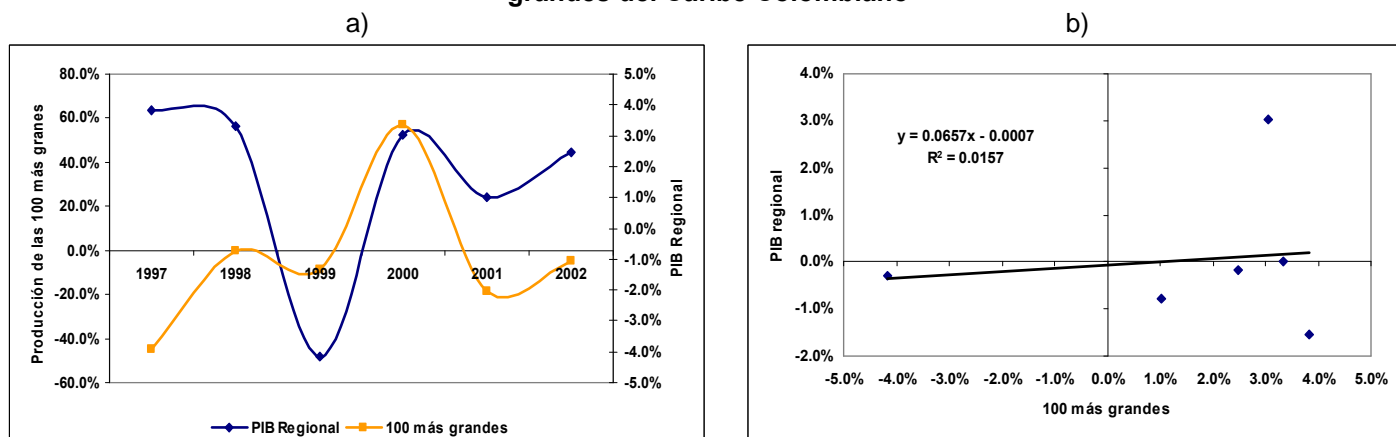 grandes del Caribe Colombiano
a)
b)
80.0%
60.0%
40.0%
20.0%
0.0%
-20.0%
-40.0%
-60.0%
Producción de las 100 más granes
5.0%
4.0%
3.0%
2.0%
1.0%
0.0%
-1.0%
-2.0%
-3.0%
-4.0%
-5.0%
PIB Regional
1997 1998 1999 2000 2001 2002
PIB Regional 100 más grandes
4.0%
3.0%
2.0%
1.0%
0.0%
-1.0%
-2.0%
PIB regional
y = 0.0657x - 0.0007
R² = 0.0157
-5.0% -4.0% -3.0% -2.0% -1.0% 0.0% 1.0% 2.0% 3.0% 4.0% 5.0%
100 más grandes